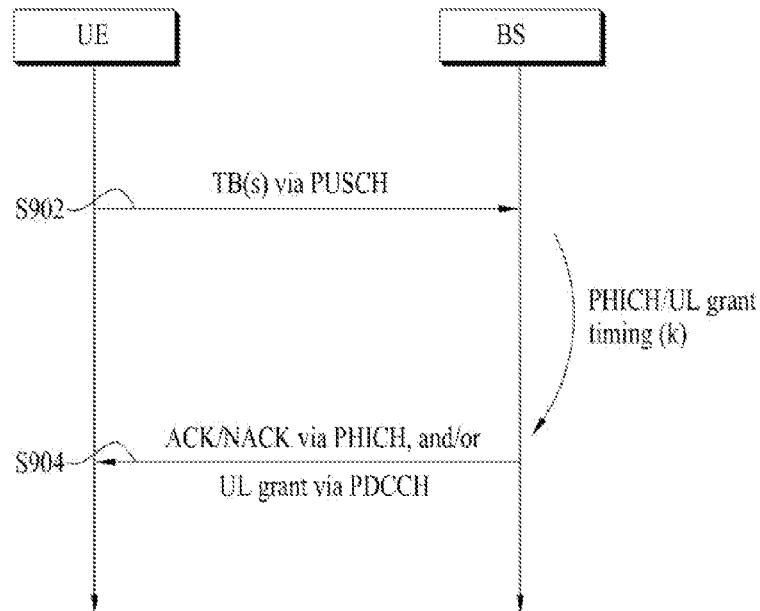 UE
BS
TB(s) via PUSCH
S902
PHICH/UL grant
timing (k)
ACK/NACK via PHICH, and/or
S904
UL grant via PDCCH